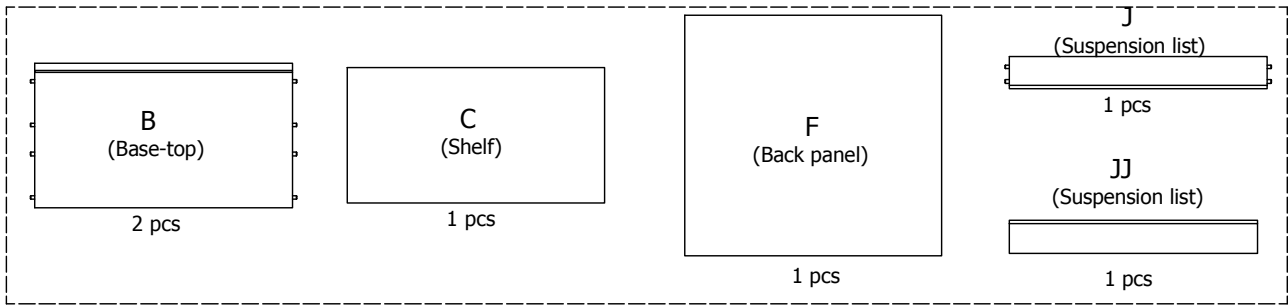 B
(Base-top)
2 pcs
C
(Shelf)
1 pcs
F
(Back panel)
1 pcs
J
(Suspension list)
1 pcs
JJ
(Suspension list)
1 pcs